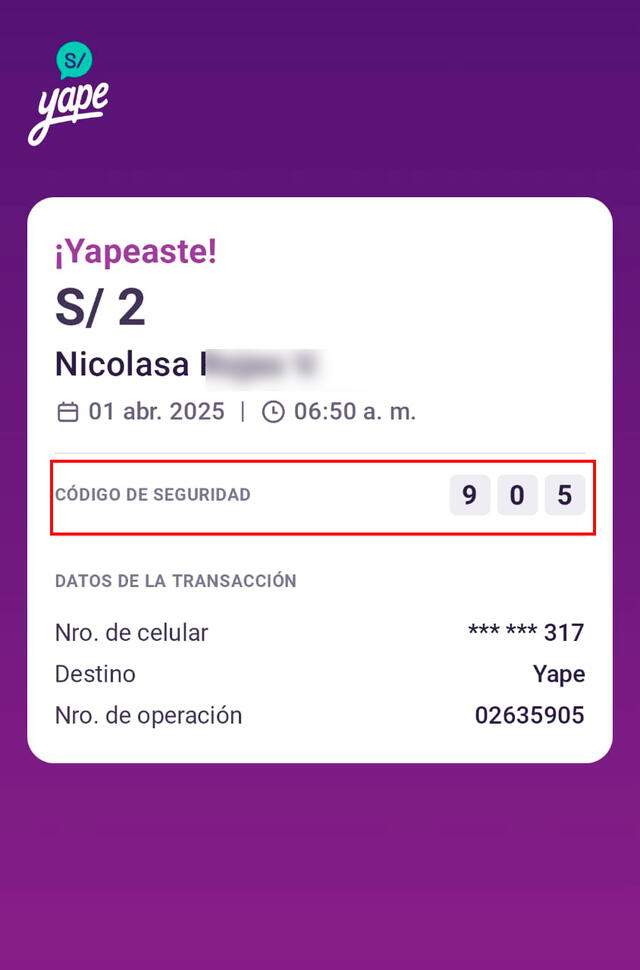 S/
yape
¡Yapeaste!
S/ 2
Nicolasa
01 abr. 2025 | 06:50 a. m.
CÓDIGO DE SEGURIDAD 9 0 5
DATOS DE LA TRANSACCIÓN
Nro. de celular *** *** 317
Destino Yape
Nro. de operación 02635905